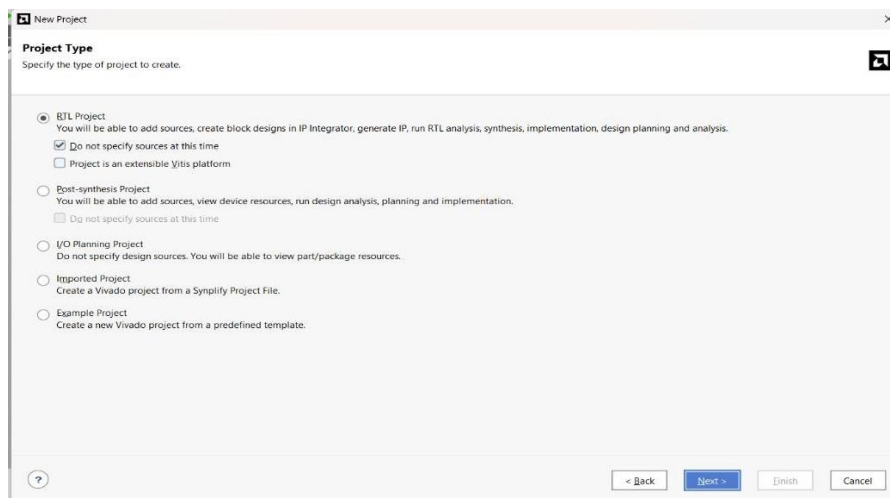 New Project
Project Type
Specify the type of project to create.
RTL Project
You will be able to add sources, create block designs in IP Integrator, generate IP, run RTL analysis, synthesis, implementation, design planning and analysis.
Do not specify sources at this time
Project is an extensible Vitis platform
Post-synthesis Project
You will be able to add sources, view device resources, run design analysis, planning and implementation.
Do not specify sources at this time
I/O Planning Project
Do not specify design sources. You will be able to view part/package resources.
Imported Project
Create a Vivado project from a Synplify Project File.
Example Project
Create a new Vivado project from a predefined template.
? < Back Next > Finish Cancel